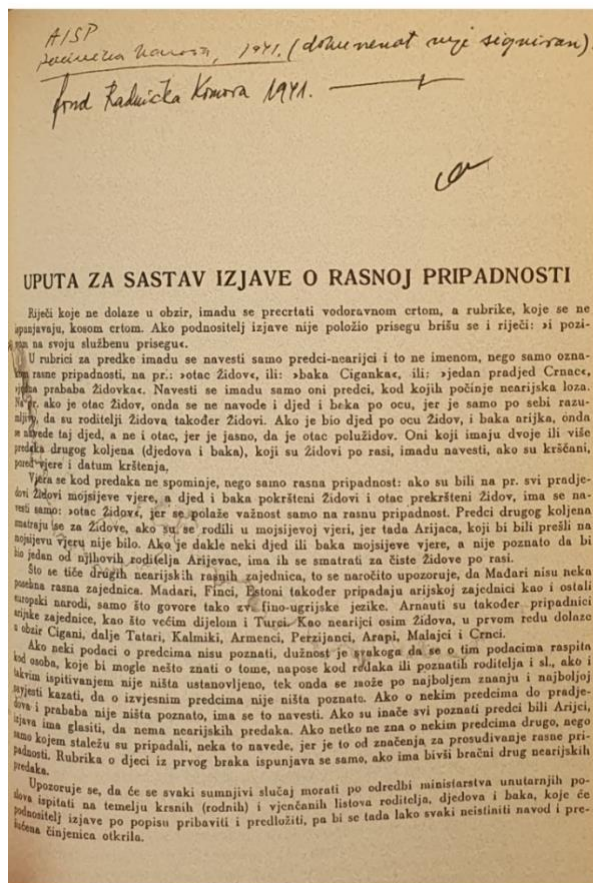 AISP
Radnička Komora, 1941. (dokumenat nije signiran).
fond Radnička Komora 1941.
UPUTA ZA SASTAV IZJAVE O RASNOJ PRIPADNOSTI
Riječi koje ne dolaze u obzir, imadu se precrtati vodoravnom crtom, a rubrike, koje se ne
ispunjavaju, kosom crtom. Ako podnositelj izjave nije položio prisegu brišu se i riječi: »i pozi-
vom na svoju službenu prisegu«.
U rubrici za predke imadu se navesti samo predci-nearijci i to ne imenom, nego samo ozna-
kom rasne pripadnosti, na pr.: »otac Židov«, ili: »baka Ciganka«, ili: »jedan pradjed Crnac«,
»jedna prababa Židovka«. Navesti se imadu samo oni predci, kod kojih počinje nearijska loza.
Na pr. ako je otac Židov, onda se ne navode i djed i baka po ocu, jer je samo po sebi razu-
mljivo, da su roditelji Židova također Židovi. Ako je bio djed po ocu Židov, i baka arijka, onda
se navede taj djed, a ne i otac, jer je jasno, da je otac polužidov. Oni koji imaju dvoje ili više
predaka drugog koljena (djedova i baka), koji su Židovi po rasi, imadu navesti, ako su kršćani,
pored vjere i datum krštenja.
Vjera se kod predaka ne spominje, nego samo rasna pripadnost: ako su bili na pr. svi pradje-
dovi Židovi mojsijeve vjere, a djed i baka pokršteni Židovi i otac prekršteni Židov, ima se na-
vesti samo: »otac Židov«, jer se polaže važnost samo na rasnu pripadnost. Predci drugog koljena
smatraju se za Židove, ako su se rodili u mojsijevoj vjeri, jer tada Arijaca, koji bi bili prešli na
mojsijevu vjeru nije bilo. Ako je dakle neki djed ili baka mojsijeve vjere, a nije poznato da bi
bio jedan od njihovih roditelja Arijevac, ima ih se smatrati za čiste Židove po rasi.
Što se tiče drugih nearijskih rasnih zajednica, to se naročito upozoruje, da Madari nisu neka
posebna rasna zajednica. Madari, Finci, Estoni također pripadaju arijskoj zajednici kao i ostali
europski narodi, samo što govore tako zv. fino-ugrijske jezike. Arnauti su također pripadnici
arijske zajednice, kao što većim dijelom i Turci. Kao nearijci osim Židova, u prvom redu dolaze
u obzir Cigani, dalje Tatari, Kalmiki, Armenci, Perzijanci, Arapi, Malajci i Crnci.
Ako neki podaci o predcima nisu poznati, dužnost je svakoga da se o tim podacima raspita
kod osoba, koje bi mogle nešto znati o tome, napose kod rođaka ili poznatih roditelja i sl., ako i
takvim ispitivanjem nije ništa ustanovljeno, tek onda se može po najboljem znanju i najboljoj
savjesti kazati, da o izvjesnim predcima nije ništa poznato. Ako o nekim predcima do pradje-
dova i prababa nije ništa poznato, ima se to navesti. Ako su inače svi poznati predci bili Arijci,
izjava ima glasiti, da nema nearijskih predaka. Ako netko ne zna o nekim predcima drugo, nego
samo kojem staležu su pripadali, neka to navede, jer je to od značenja za prosuđivanje rasne pri-
padnosti. Rubrika o djeci iz prvog braka ispunjava se samo, ako ima bivši bračni drug nearijskih
predaka.
Upozoruje se, da će se svaki sumnjivi slučaj morati po odredbi ministarstva unutarnjih po-
slova ispitati na temelju krsnih (rodnih) i vjenčanih listova roditelja, djedova i baka, koje će
podnositelj izjave po popisu pribaviti i predložiti, pa bi se tada lako svaki neistiniti navod i pre-
šućena činjenica otkrila.